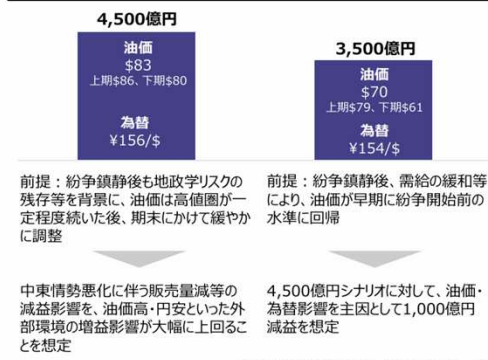 4,500億円
油価
$83
上期$86、下期$80
為替
¥156/$
前提：紛争鎮静後も地政学リスクの
残存等を背景に、油価は高値圏が一
定程度続いた後、期末にかけて緩やか
に調整
中東情勢悪化に伴う販売量減等の
減益影響を、油価高・円安といった外
部環境の増益影響が大幅に上回るこ
とを想定
3,500億円
油価
$70
上期$79、下期$61
為替
¥154/$
前提：紛争鎮静後、需給の緩和等
により、油価が早期に紛争開始前の
水準に回帰
4,500億円シナリオに対して、油価・
為替影響を主因として1,000億円
減益を想定